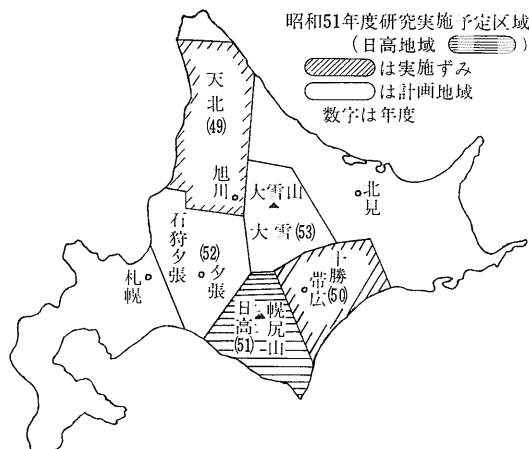 昭和51年度研究実施予定区域
(日高地域 )
は実施ずみ
は計画地域
数字は年度
天北
(49)
旭川
大雪山
大雪(53)
北見
石狩夕張
(52)
夕張
札幌
十勝
(50)
帯広
日高
(51)
幌尻山